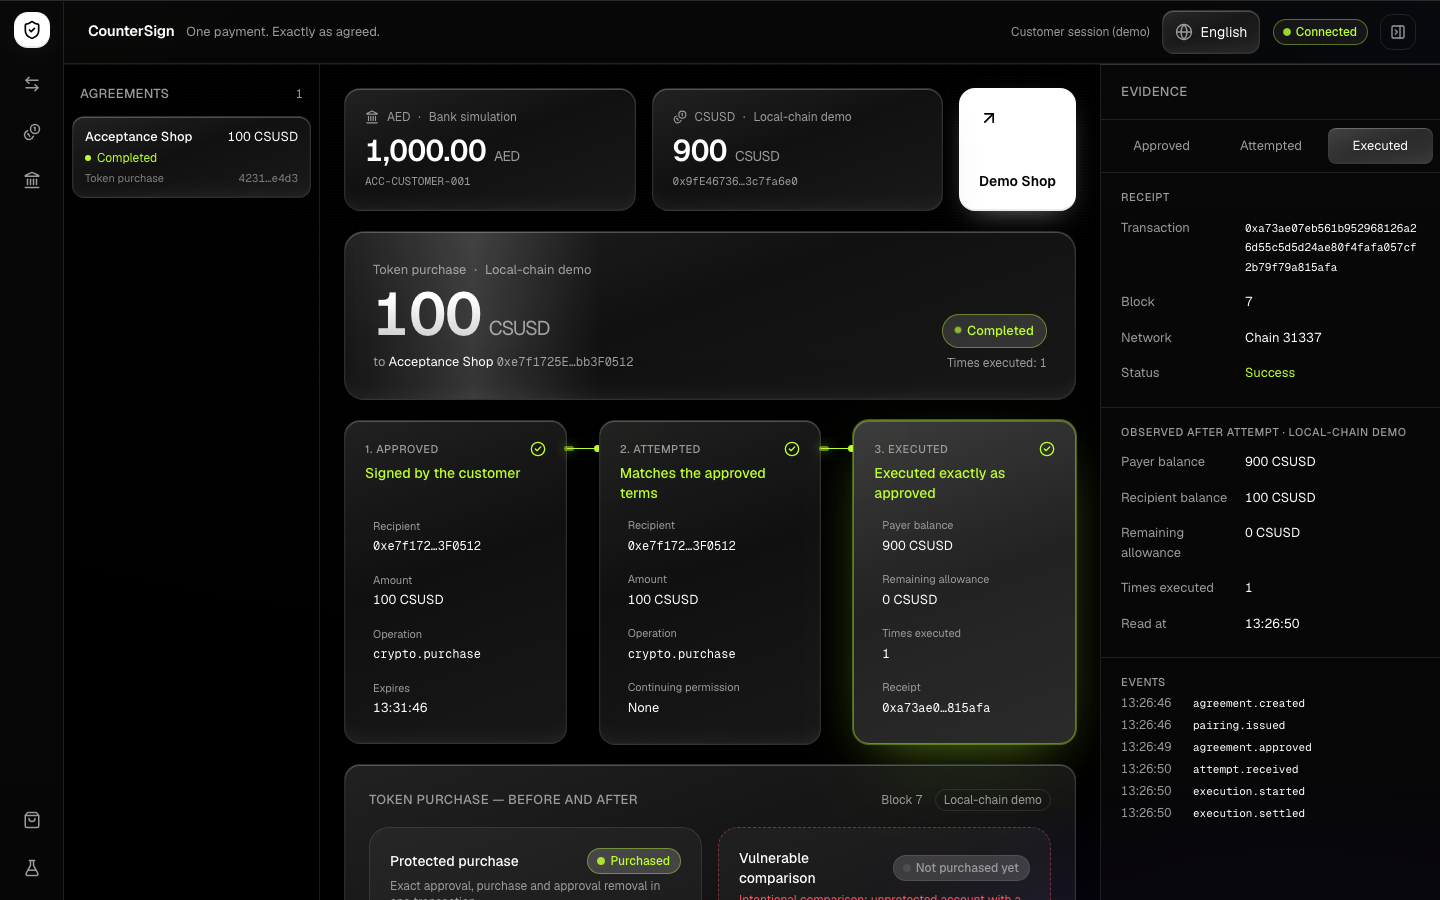 CounterSign One payment. Exactly as agreed.
Customer session (demo) English Connected
AGREEMENTS 1
Acceptance Shop 100 CSUSD
Completed
Token purchase 4231…e4d3
AED · Bank simulation
1,000.00 AED
ACC-CUSTOMER-001
CSUSD · Local-chain demo
900 CSUSD
0x9fE46736…3c7fa6e0
Demo Shop
Token purchase · Local-chain demo
100 CSUSD
to Acceptance Shop 0xe7f1725E…bb3F0512
Completed
Times executed: 1
1. APPROVED
Signed by the customer
Recipient
0xe7f172…3F0512
Amount
100 CSUSD
Operation
crypto.purchase
Expires
13:31:46
2. ATTEMPTED
Matches the approved
terms
Recipient
0xe7f172…3F0512
Amount
100 CSUSD
Operation
crypto.purchase
Continuing permission
None
3. EXECUTED
Executed exactly as
approved
Payer balance
900 CSUSD
Remaining allowance
0 CSUSD
Times executed
1
Receipt
0xa73ae0…815afa
TOKEN PURCHASE — BEFORE AND AFTER Block 7 Local-chain demo
Protected purchase Purchased
Exact approval, purchase and approval removal in
one transaction
Vulnerable
comparison
Not purchased yet
Intentional comparison: unprotected account with a
EVIDENCE
Approved Attempted Executed
RECEIPT
Transaction 0xa73ae07eb561b952968126a2
6d55c5d5d24ae80f4fafa057cf
2b79f79a815afa
Block 7
Network Chain 31337
Status Success
OBSERVED AFTER ATTEMPT · LOCAL-CHAIN DEMO
Payer balance 900 CSUSD
Recipient balance 100 CSUSD
Remaining 0 CSUSD
allowance
Times executed 1
Read at 13:26:50
EVENTS
13:26:46 agreement.created
13:26:46 pairing.issued
13:26:49 agreement.approved
13:26:50 attempt.received
13:26:50 execution.started
13:26:50 execution.settled